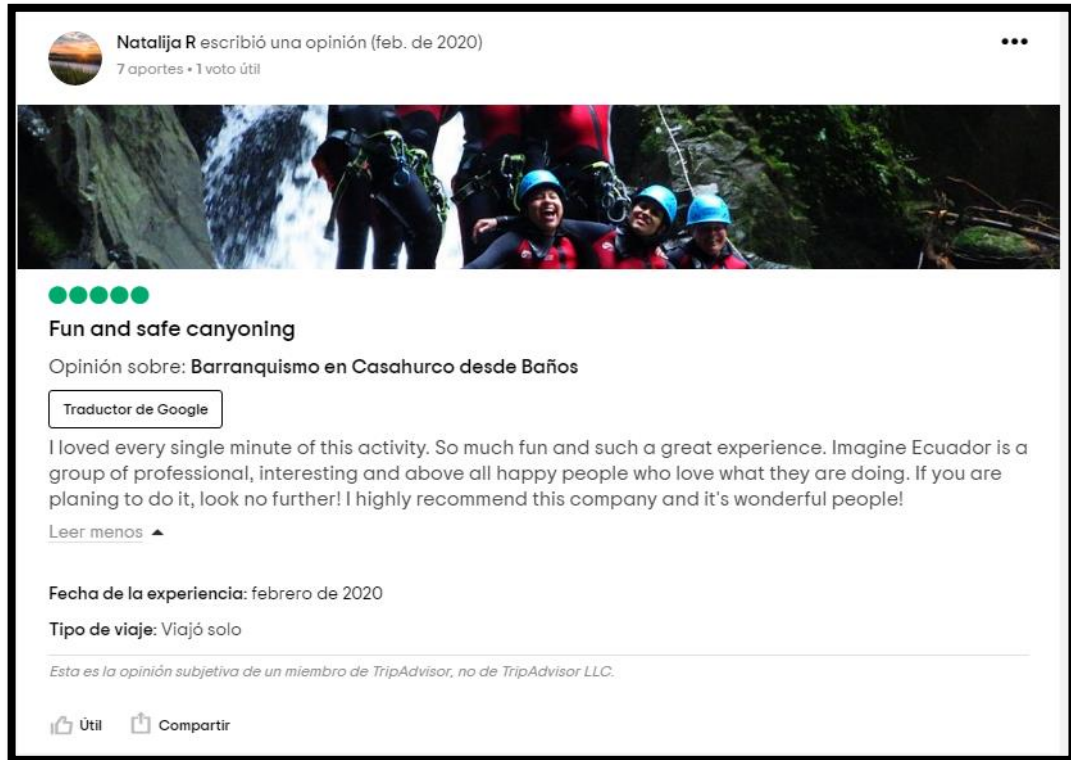 Natalija R escribió una opinión (feb. de 2020)
7 aportes • 1 voto útil
Fun and safe canyoning
Opinión sobre: Barranquismo en Casahurco desde Baños
Traductor de Google
I loved every single minute of this activity. So much fun and such a great experience. Imagine Ecuador is a
group of professional, interesting and above all happy people who love what they are doing. If you are
planing to do it, look no further! I highly recommend this company and it's wonderful people!
Leer menos
Fecha de la experiencia: febrero de 2020
Tipo de viaje: Viajó solo
Esta es la opinión subjetiva de un miembro de TripAdvisor, no de TripAdvisor LLC.
Útil Compartir